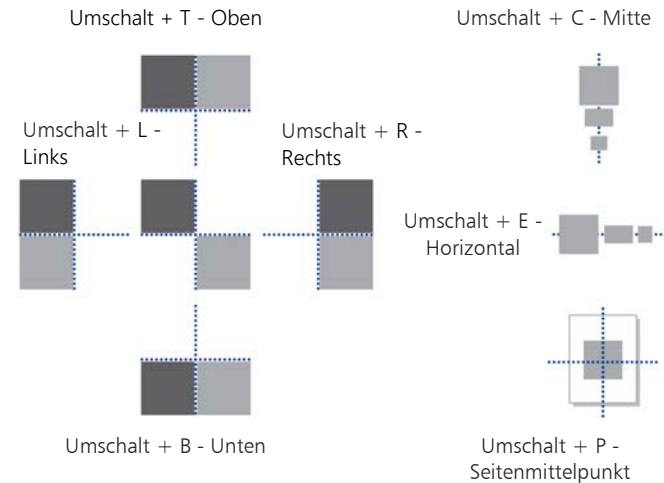 Umschalt + T - Oben
Umschalt + C - Mitte
Umschalt + L -
Links
Umschalt + R -
Rechts
Umschalt + E -
Horizontal
Umschalt + B - Unten
Umschalt + P -
Seitenmittelpunkt